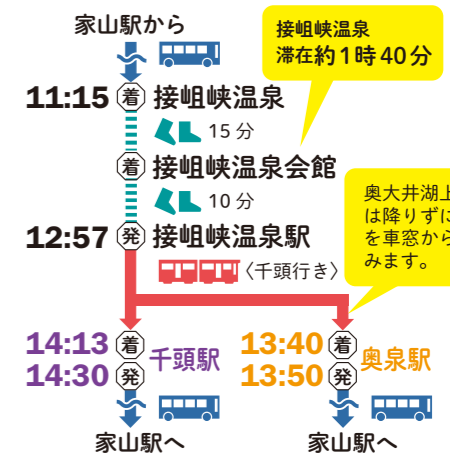 家山駅から
接岨峡温泉
滞在約1時40分
11:15 着 接岨峡温泉
15分
着 接岨峡温泉会館
10分
12:57 発 接岨峡温泉駅
〈千頭行き〉
奥大井湖上
は降りずに
を車窓から
みます。
14:13 着
14:30 発
千頭駅
13:40 着
13:50 発
奥泉駅
家山駅へ
家山駅へ